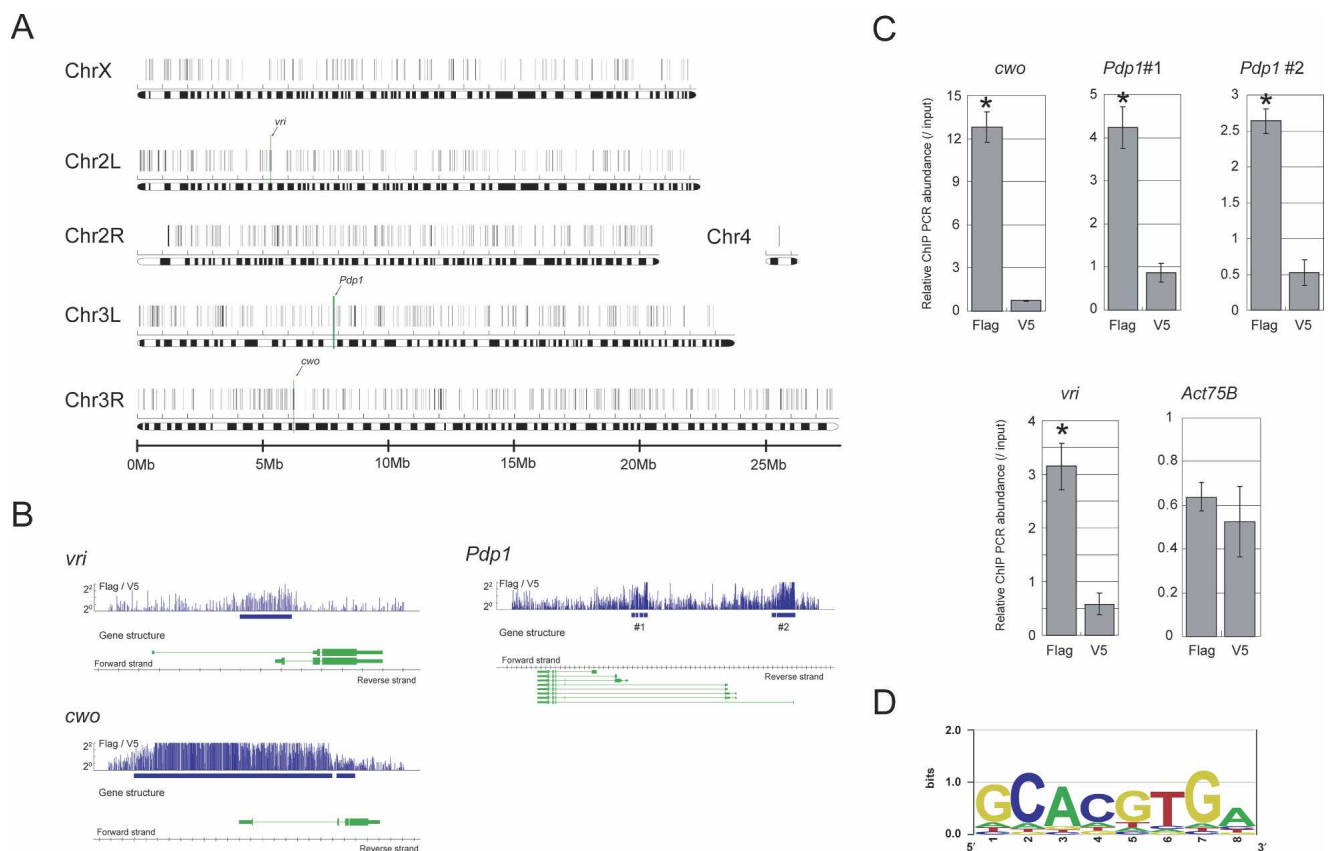 A
ChrX
vri
Chr2L
Chr2R
Chr4
Pdp1
Chr3L
cwo
Chr3R
0Mb 5Mb 10Mb 15Mb 20Mb 25Mb
B
vri
2² Flag / V5
2⁰
Gene structure
Forward strand
Reverse strand
Pdp1
2² Flag / V5
2⁰
#1 #2
Gene structure
Forward strand
Reverse strand
cwo
2² Flag / V5
2⁰
Gene structure
Forward strand
Reverse strand
C
cwo
Relative ChIP PCR abundance (/ input)
15
12
9
6
3
0
*
Flag V5
Pdp1#1
5
4
3
2
1
0
*
Flag V5
Pdp1 #2
3
2.5
2
1.5
1
0.5
0
*
Flag V5
vri
Relative ChIP PCR abundance (/ input)
4
3
2
1
0
*
Flag V5
Act75B
1
0.8
0.6
0.4
0.2
0
Flag V5
D
bits
2.0
1.0
0.0
GCACGTGA
5′ 1 2 3 4 5 6 7 8 3′